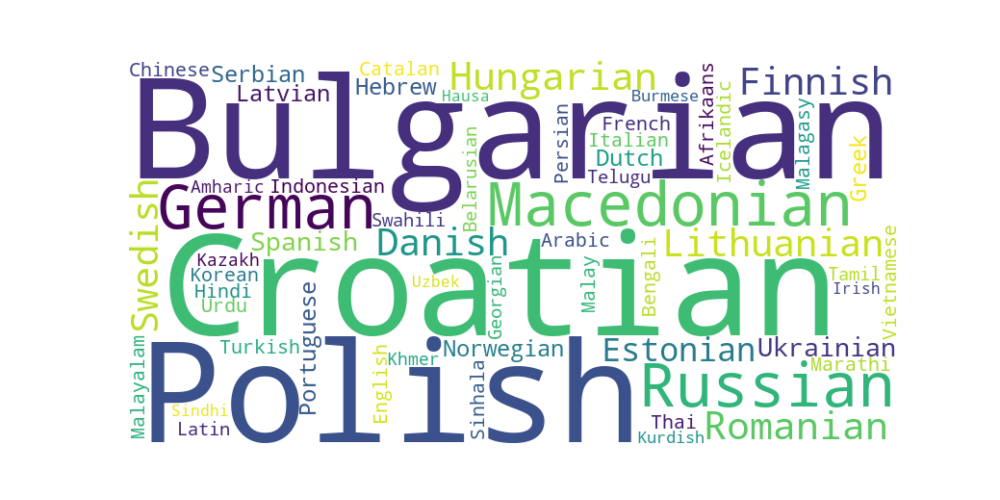 Chinese
Serbian
Catalan
Hungarian
Finnish
Latvian
Hebrew
Hausa
Burmese
Afrikaans
Icelandic
Malagasy
Greek
Bulgarian
Persian
French
Italian
Dutch
Telugu
Belarusian
Swedish
Amharic
Indonesian
German
Swahili
Macedonian
Spanish
Danish
Arabic
Lithuanian
Vietnamese
Kazakh
Korean
Hindi
Urdu
Croatian
Uzbek
Georgian
Malay
Bengali
Tamil
Irish
Portuguese
Malayalam
Turkish
English
Khmer
Norwegian
Sinhala
Estonian
Ukrainian
Marathi
Polish
Russian
Sindhi
Latin
Thai
Romanian
Kurdish